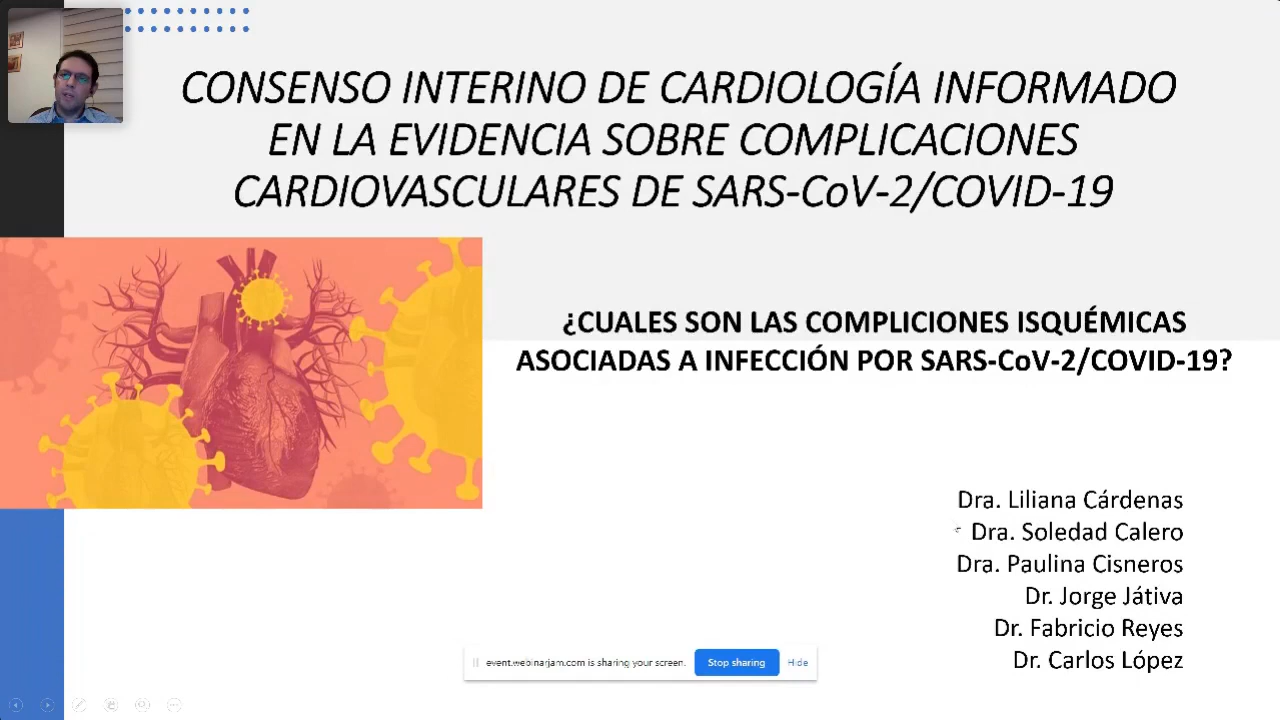 CONSENSO INTERINO DE CARDIOLOGÍA INFORMADO
EN LA EVIDENCIA SOBRE COMPLICACIONES
CARDIOVASCULARES DE SARS-CoV-2/COVID-19
¿CUALES SON LAS COMPLICIONES ISQUÉMICAS
ASOCIADAS A INFECCIÓN POR SARS-CoV-2/COVID-19?
Dra. Liliana Cárdenas
Dra. Soledad Calero
Dra. Paulina Cisneros
Dr. Jorge Játiva
Dr. Fabricio Reyes
Dr. Carlos López
event.webinarjam.com is sharing your screen. Stop sharing Hide